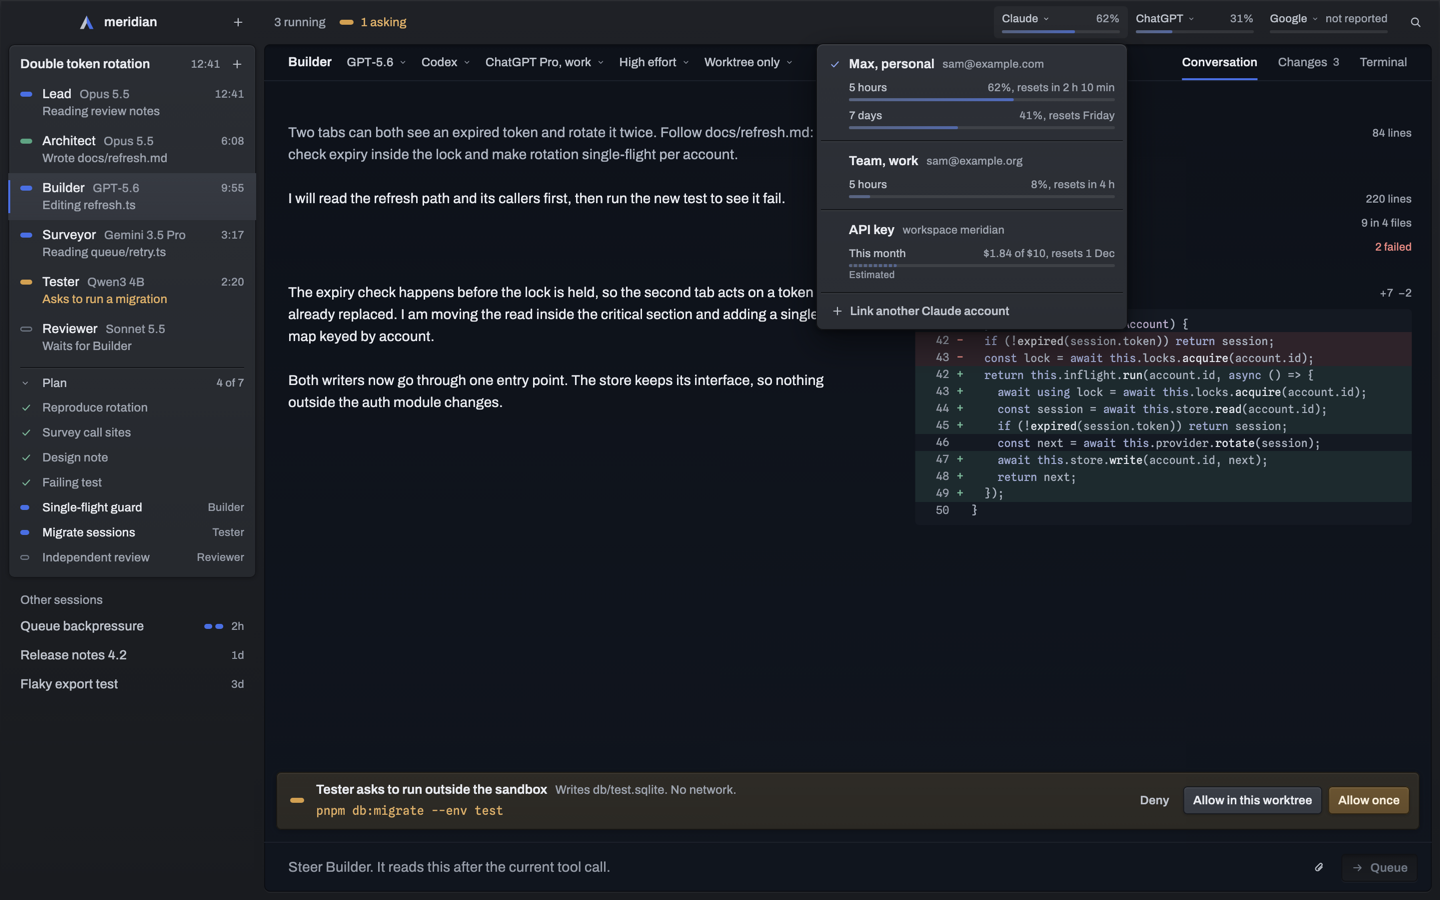 meridian
3 running
1 asking
Claude
62%
ChatGPT
31%
Google
not reported
Double token rotation
12:41
Lead Opus 5.5 12:41
Reading review notes
Architect Opus 5.5 6:08
Wrote docs/refresh.md
Builder GPT-5.6 9:55
Editing refresh.ts
Surveyor Gemini 3.5 Pro 3:17
Reading queue/retry.ts
Tester Qwen3 4B 2:20
Asks to run a migration
Reviewer Sonnet 5.5
Waits for Builder
Plan 4 of 7
Reproduce rotation
Survey call sites
Design note
Failing test
Single-flight guard Builder
Migrate sessions Tester
Independent review Reviewer
Other sessions
Queue backpressure 2h
Release notes 4.2 1d
Flaky export test 3d
Builder GPT-5.6 Codex ChatGPT Pro, work High effort Worktree only
Conversation Changes 3 Terminal
Two tabs can both see an expired token and rotate it twice. Follow docs/refresh.md:
check expiry inside the lock and make rotation single-flight per account.
I will read the refresh path and its callers first, then run the new test to see it fail.
The expiry check happens before the lock is held, so the second tab acts on a token
already replaced. I am moving the read inside the critical section and adding a single
map keyed by account.
Both writers now go through one entry point. The store keeps its interface, so nothing
outside the auth module changes.
Max, personal sam@example.com
5 hours 62%, resets in 2 h 10 min
7 days 41%, resets Friday
Team, work sam@example.org
5 hours 8%, resets in 4 h
API key workspace meridian
This month $1.84 of $10, resets 1 Dec
Estimated
+ Link another Claude account
84 lines
220 lines
9 in 4 files
2 failed
+7 −2
Account) {
42 − if (!expired(session.token)) return session;
43 − const lock = await this.locks.acquire(account.id);
42 + return this.inflight.run(account.id, async () => {
43 + await using lock = await this.locks.acquire(account.id);
44 + const session = await this.store.read(account.id);
45 + if (!expired(session.token)) return session;
46 const next = await this.provider.rotate(session);
47 + await this.store.write(account.id, next);
48 + return next;
49 + });
50 }
Tester asks to run outside the sandbox Writes db/test.sqlite. No network.
pnpm db:migrate --env test
Deny
Allow in this worktree
Allow once
Steer Builder. It reads this after the current tool call.
Queue